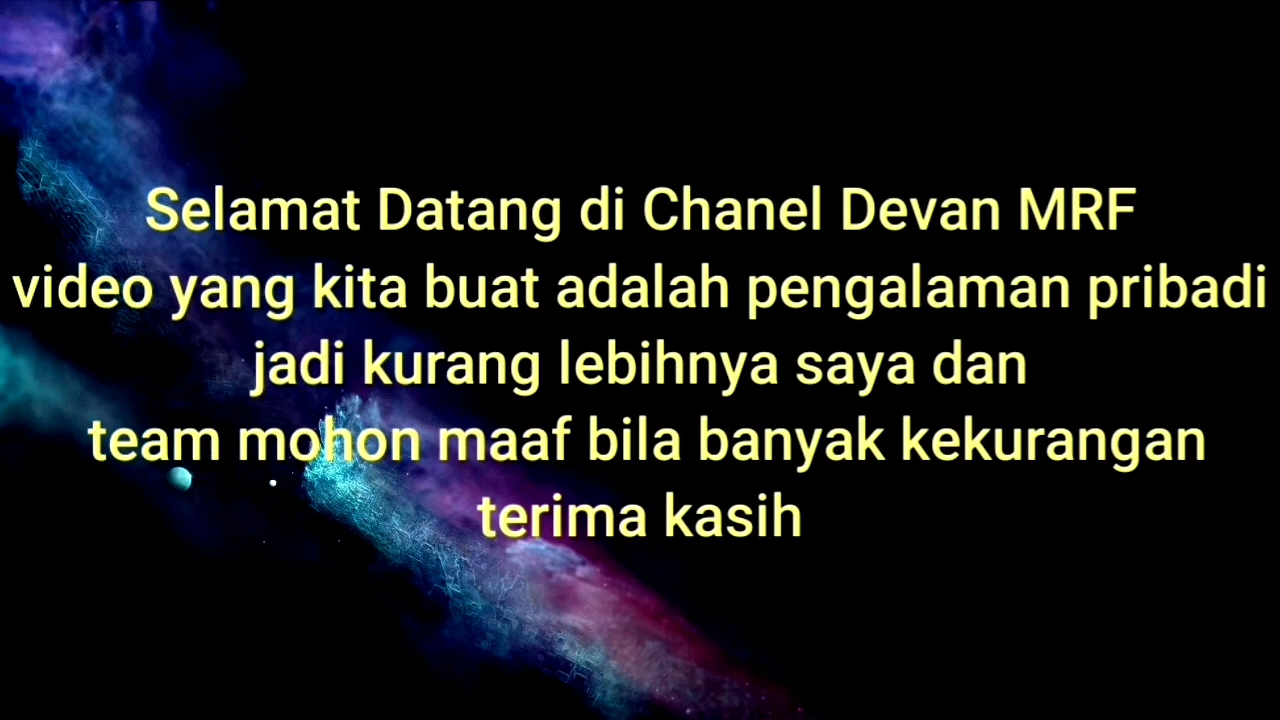 Selamat Datang di Chanel Devan MRF
video yang kita buat adalah pengalaman pribadi
jadi kurang lebihnya saya dan
team mohon maaf bila banyak kekurangan
terima kasih